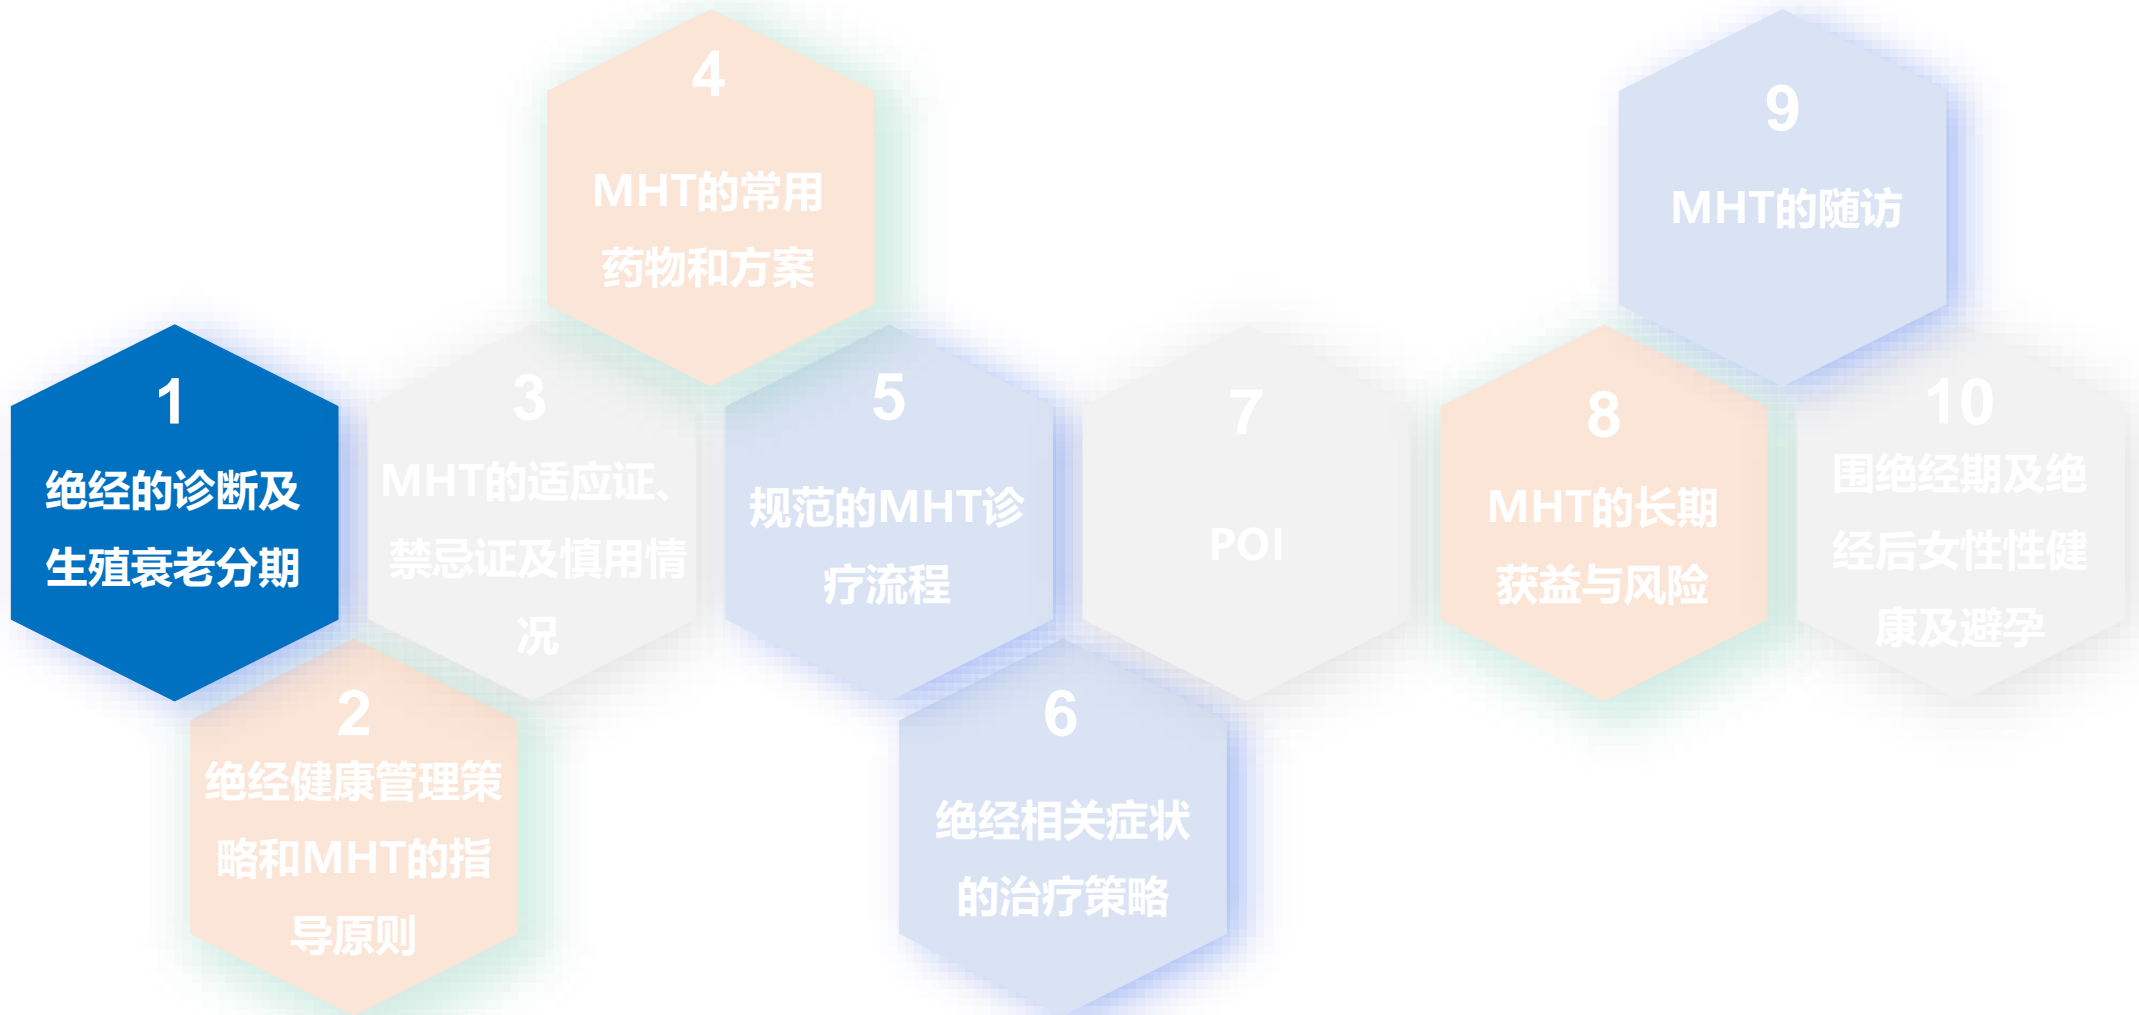 1
绝经的诊断及
生殖衰老分期
2
绝经健康管理策
略和MHT的指
导原则
3
MHT的适应证、
禁忌证及慎用情
况
4
MHT的常用
药物和方案
5
规范的MHT诊
疗流程
6
绝经相关症状
的治疗策略
7
POI
8
MHT的长期
获益与风险
9
MHT的随访
10
围绝经期及绝
经后女性性健
康及避孕